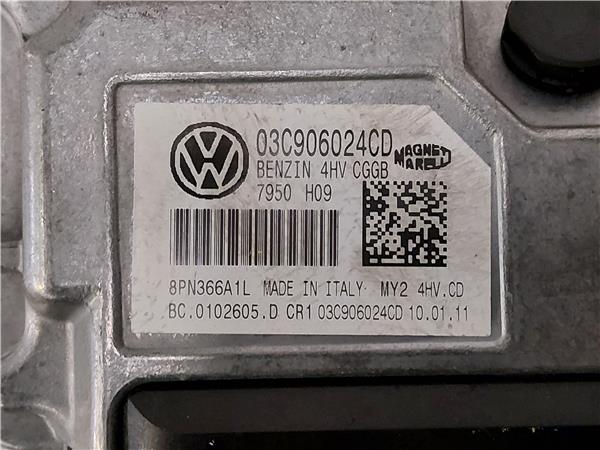 03C906024CD
MAGNETI
MARELLI
BENZIN 4HV CGGB
7950 H09
8PN366A1L MADE IN ITALY MY2 4HV.CD
BC.0102605.D CR1 03C906024CD 10.01.11